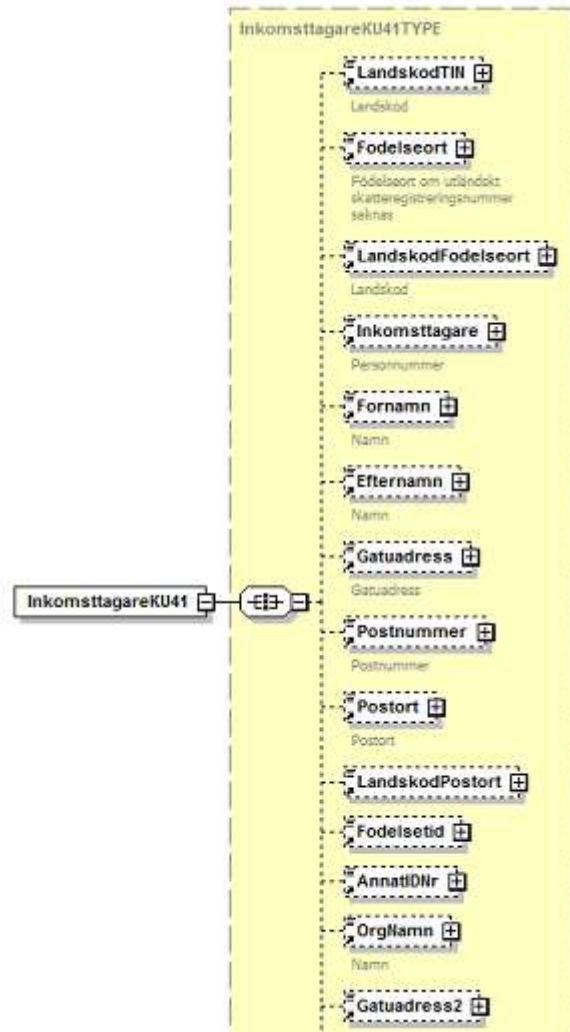 InkomsttagareKU41TYPE
LandskodTIN
Landskod
Fodelseort
Födelseort om utländskt
skatteregistreringsnummer
saknas
LandskodFodelseort
Landskod
Inkomsttagare
Personnummer
Fornamn
Namn
Efternamn
Namn
Gatuadress
Gatuadress
InkomsttagareKU41
Postnummer
Postnummer
Postort
Postort
LandskodPostort
Fodelsetid
AnnatIDNr
OrgNamn
Namn
Gatuadress2